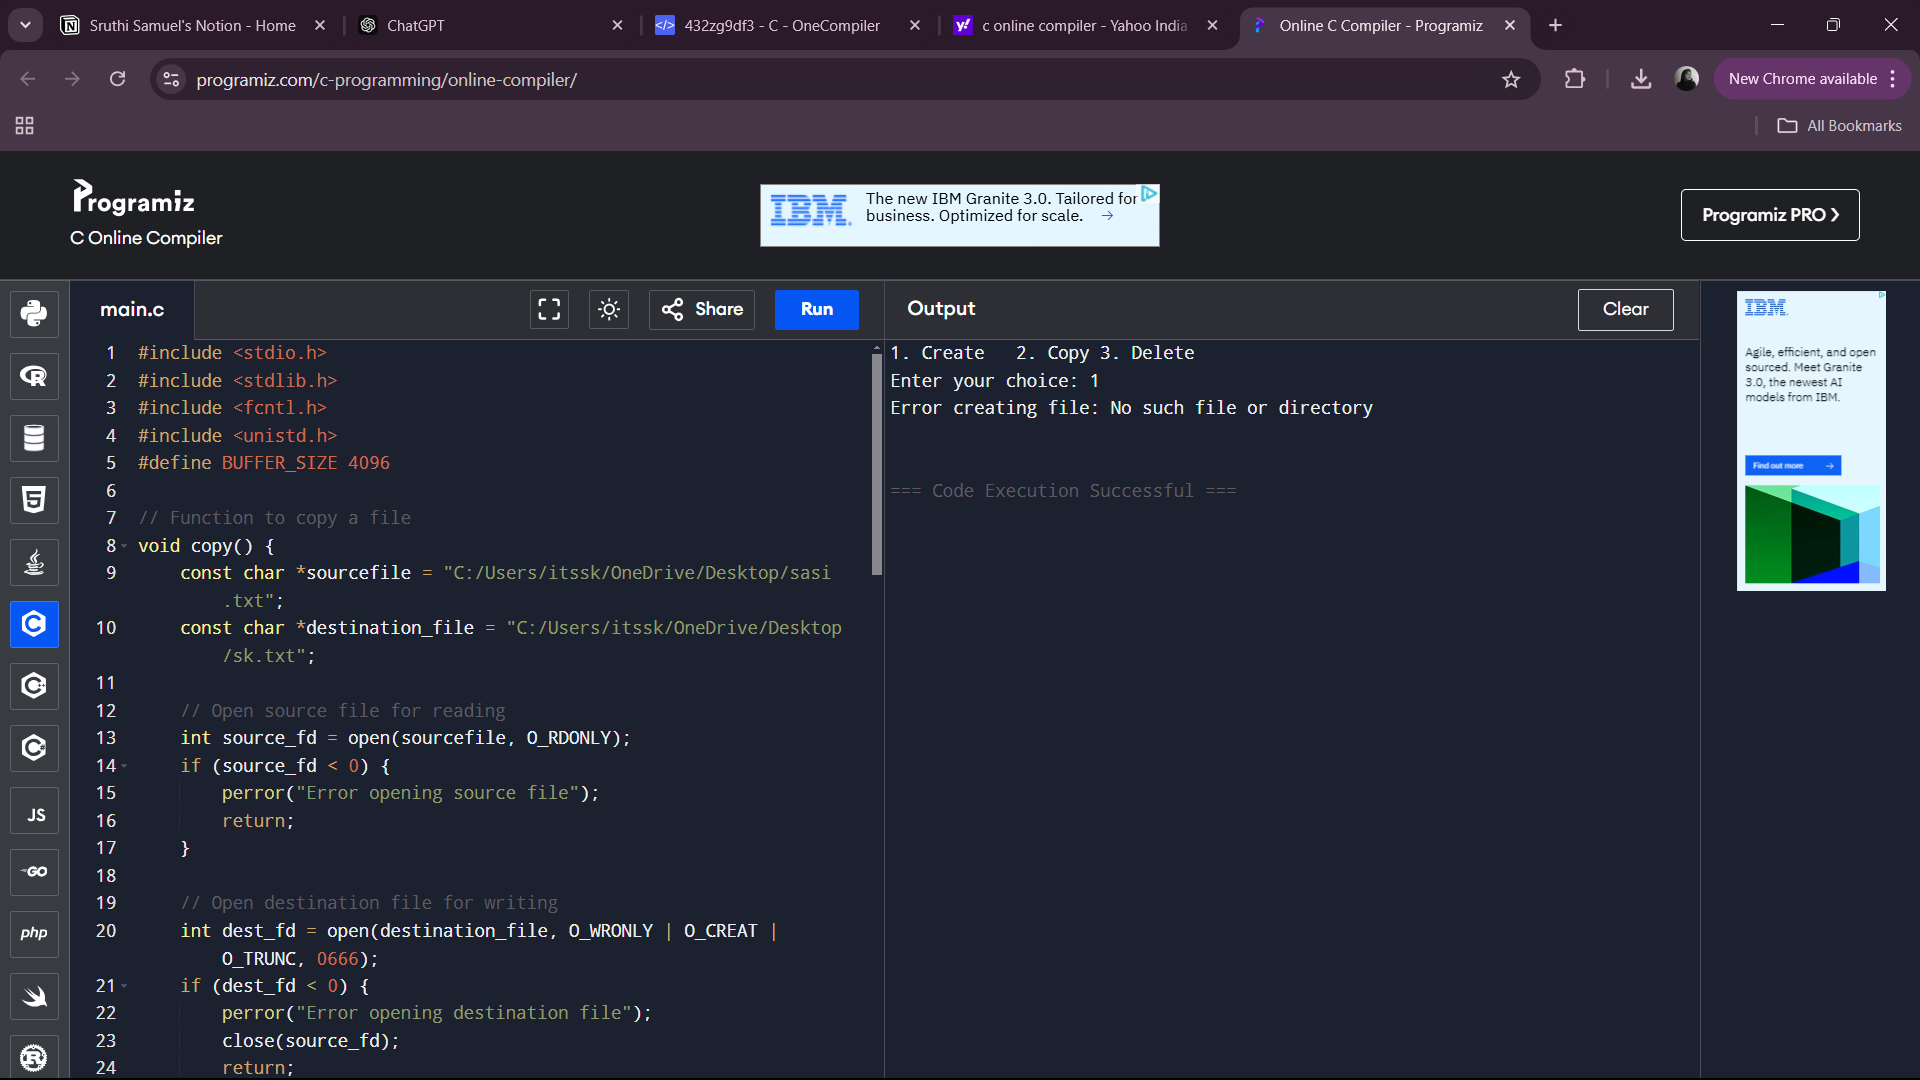 Sruthi Samuel's Notion - Home
ChatGPT
432zg9df3 - C - OneCompiler
c online compiler - Yahoo India
Online C Compiler - Programiz
programiz.com/c-programming/online-compiler/
New Chrome available
All Bookmarks
Programiz
C Online Compiler
IBM
The new IBM Granite 3.0. Tailored for
business. Optimized for scale. →
Programiz PRO
main.c
Share
Run
Output
Clear
1 #include <stdio.h>
2 #include <stdlib.h>
3 #include <fcntl.h>
4 #include <unistd.h>
5 #define BUFFER_SIZE 4096
6
7 // Function to copy a file
8 void copy() {
9 const char *sourcefile = "C:/Users/itssk/OneDrive/Desktop/sasi
.txt";
10 const char *destination_file = "C:/Users/itssk/OneDrive/Desktop
/sk.txt";
11
12 // Open source file for reading
13 int source_fd = open(sourcefile, O_RDONLY);
14 if (source_fd < 0) {
15 perror("Error opening source file");
16 return;
17 }
18
19 // Open destination file for writing
20 int dest_fd = open(destination_file, O_WRONLY | O_CREAT |
O_TRUNC, 0666);
21 if (dest_fd < 0) {
22 perror("Error opening destination file");
23 close(source_fd);
24 return;
1. Create 2. Copy 3. Delete
Enter your choice: 1
Error creating file: No such file or directory
=== Code Execution Successful ===
IBM.
Agile, efficient, and open
sourced. Meet Granite
3.0, the newest AI
models from IBM.
Find out more →
R
5
C
C
C
JS
GO
php
R